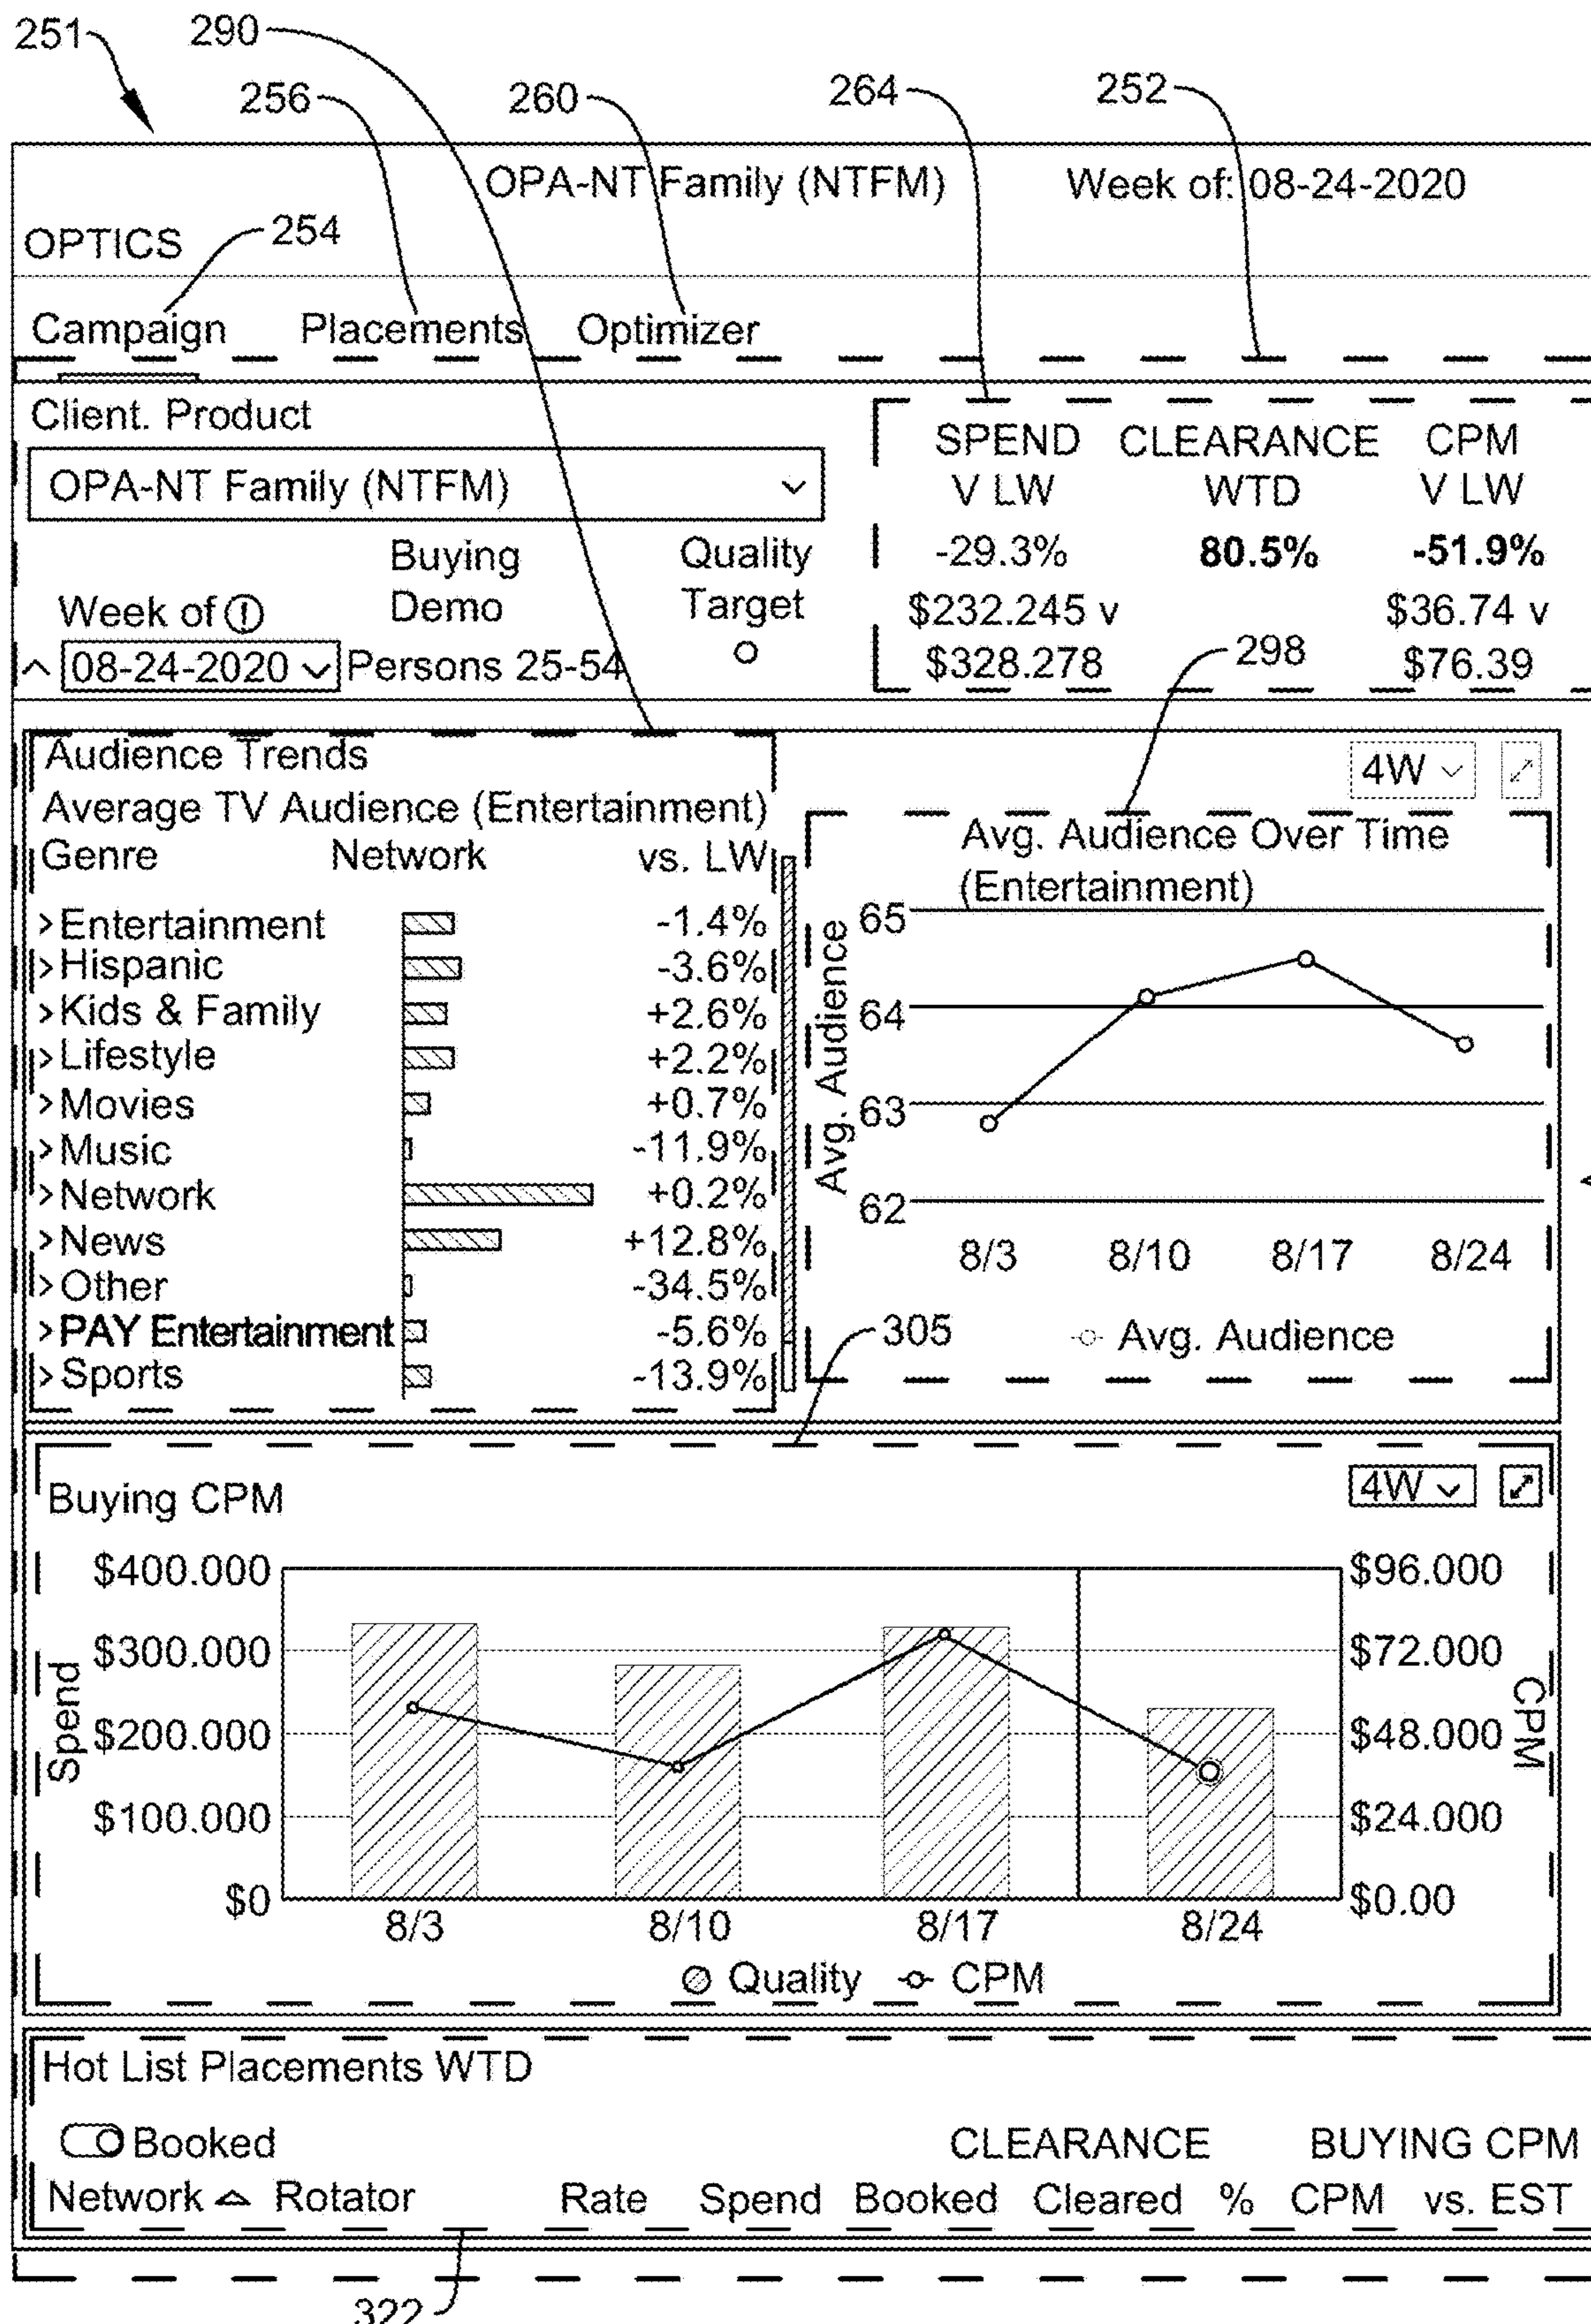 251
290
256
260
264
252
OPA-NT Family (NTFM) Week of: 08-24-2020
OPTICS
254
Campaign Placements Optimizer
Client. Product
OPA-NT Family (NTFM)
Week of
08-24-2020
Buying
Demo
Persons 25-54
Quality
Target
SPEND CLEARANCE CPM
V LW WTD V LW
-29.3% 80.5% -51.9%
$232.245 v $36.74 v
$328.278 $76.39
298
Audience Trends
Average TV Audience (Entertainment)
Genre Network vs. LW
>Entertainment -1.4%
>Hispanic -3.6%
>Kids & Family +2.6%
>Lifestyle +2.2%
>Movies +0.7%
>Music -11.9%
>Network +0.2%
>News +12.8%
>Other -34.5%
>PAY Entertainment -5.6%
>Sports -13.9%
4W
Avg. Audience Over Time
(Entertainment)
Avg. Audience
65
64
63
62
8/3 8/10 8/17 8/24
Avg. Audience
305
Buying CPM
4W
Spend
$400.000
$300.000
$200.000
$100.000
$0
$96.000
$72.000
$48.000
$24.000
$0.00
CPM
8/3 8/10 8/17 8/24
Quality CPM
Hot List Placements WTD
Booked
CLEARANCE BUYING CPM
Network Rotator Rate Spend Booked Cleared % CPM vs. EST
322